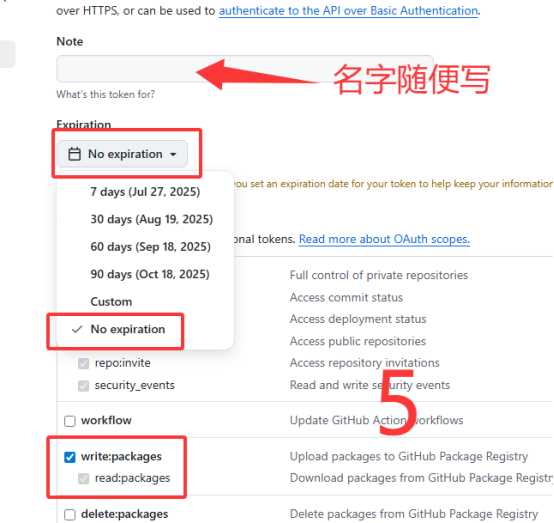 over HTTPS, or can be used to authenticate to the API over Basic Authentication.
Note
名字随便写
What's this token for?
Expiration
No expiration
you set an expiration date for your token to help keep your information
7 days (Jul 27, 2025)
30 days (Aug 19, 2025)
60 days (Sep 18, 2025)
90 days (Oct 18, 2025)
Custom
No expiration
onal tokens. Read more about OAuth scopes.
Full control of private repositories
Access commit status
Access deployment status
Access public repositories
repo:invite Access repository invitations
security_events Read and write security events
5
workflow Update GitHub Action workflows
write:packages Upload packages to GitHub Package Registry
read:packages Download packages from GitHub Package Registry
delete:packages Delete packages from GitHub Package Registry